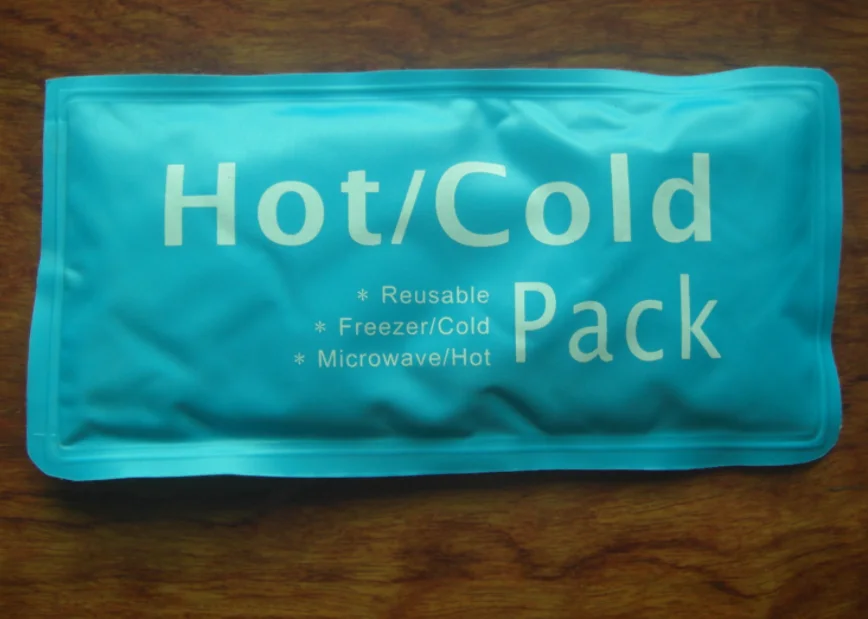 Hot/Cold
* Reusable
* Freezer/Cold
* Microwave/Hot
Pack